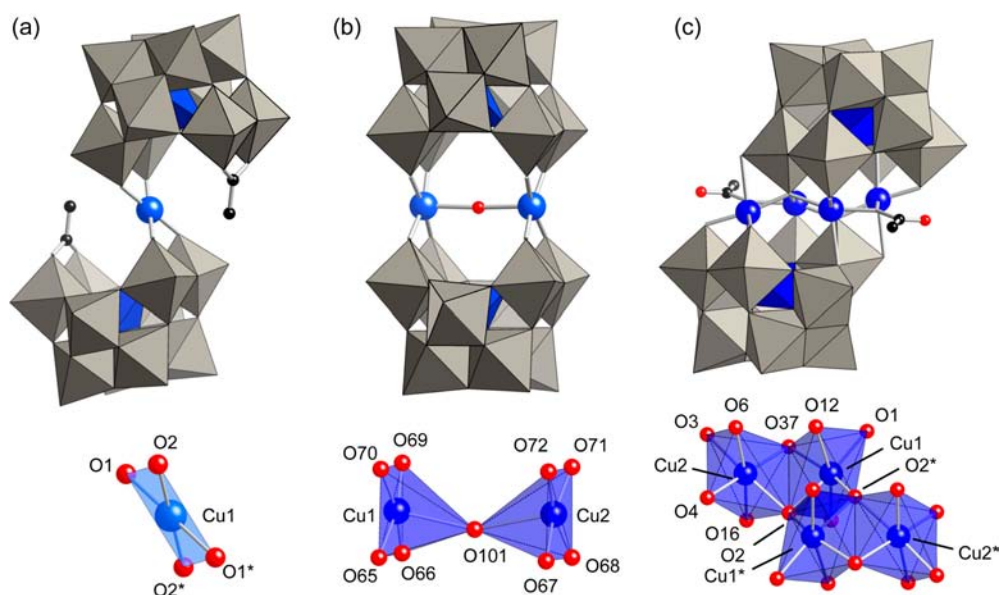 (a)
(b)
(c)
O2
O1
Cu1
O2*
O1*
O69
O70
Cu1
O65
O66
O101
O72
O71
Cu2
O67
O68
O6
O3
O37
O12
O1
Cu1
Cu2
O2*
O4
O16
O2
Cu1*
Cu2*